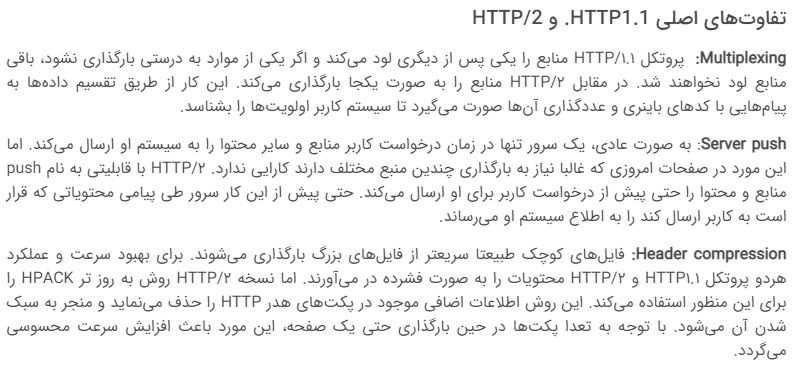 تفاوت‌های اصلی HTTP1.1. و HTTP/2
Multiplexing: پروتکل HTTP/۱.۱ منابع را یکی پس از دیگری لود می‌کند و اگر یکی از موارد به درستی بارگذاری نشود، باقی
منابع لود نخواهند شد. در مقابل HTTP/۲ منابع را به صورت یکجا بارگذاری می‌کند. این کار از طریق تقسیم داده‌ها به
پیام‌هایی با کدهای باینری و عددگذاری آن‌ها صورت می‌گیرد تا سیستم کاربر اولویت‌ها را بشناسد.
Server push: به صورت عادی، یک سرور تنها در زمان درخواست کاربر منابع و سایر محتوا را به سیستم او ارسال می‌کند. اما
این مورد در صفحات امروزی که غالبا نیاز به بارگذاری چندین منبع مختلف دارند کارایی ندارد. HTTP/۲ با قابلیتی به نام push
منابع و محتوا را حتی پیش از درخواست کاربر برای او ارسال می‌کند. حتی پیش از این کار سرور طی پیامی محتویاتی که قرار
است به کاربر ارسال کند را به اطلاع سیستم او می‌رساند.
Header compression: فایل‌های کوچک طبیعتا سریعتر از فایل‌های بزرگ بارگذاری می‌شوند. برای بهبود سرعت و عملکرد
هردو پروتکل HTTP۱.۱ و HTTP/۲ محتویات را به صورت فشرده در می‌آورند. اما نسخه HTTP/۲ روش به روز تر HPACK را
برای این منظور استفاده می‌کند. این روش اطلاعات اضافی موجود در پکت‌های هدر HTTP را حذف می‌نماید و منجر به سبک
شدن آن می‌شود. با توجه به تعدا پکت‌ها در حین بارگذاری حتی یک صفحه، این مورد باعث افزایش سرعت محسوسی
می‌گردد.